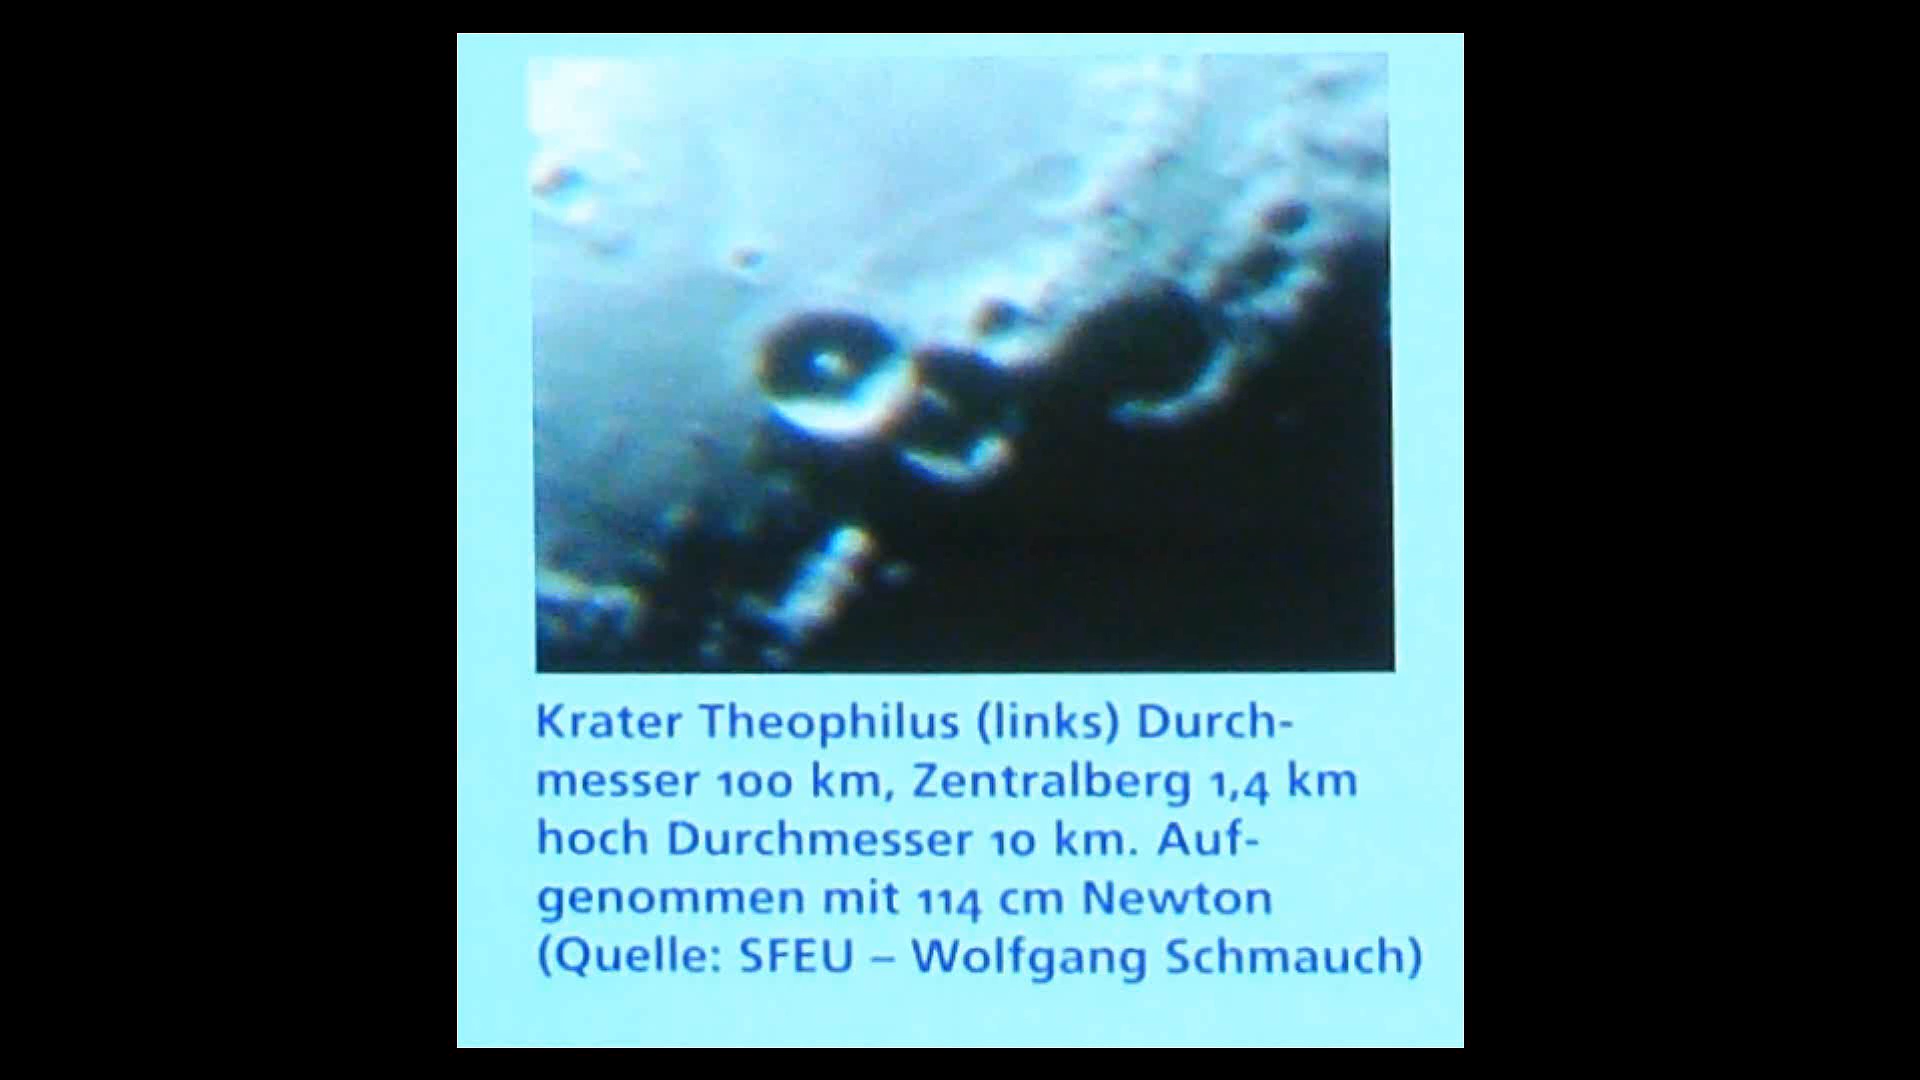 Krater Theophilus (links) Durch-
messer 100 km, Zentralberg 1,4 km
hoch Durchmesser 10 km. Auf-
genommen mit 114 cm Newton
(Quelle: SFEU – Wolfgang Schmauch)